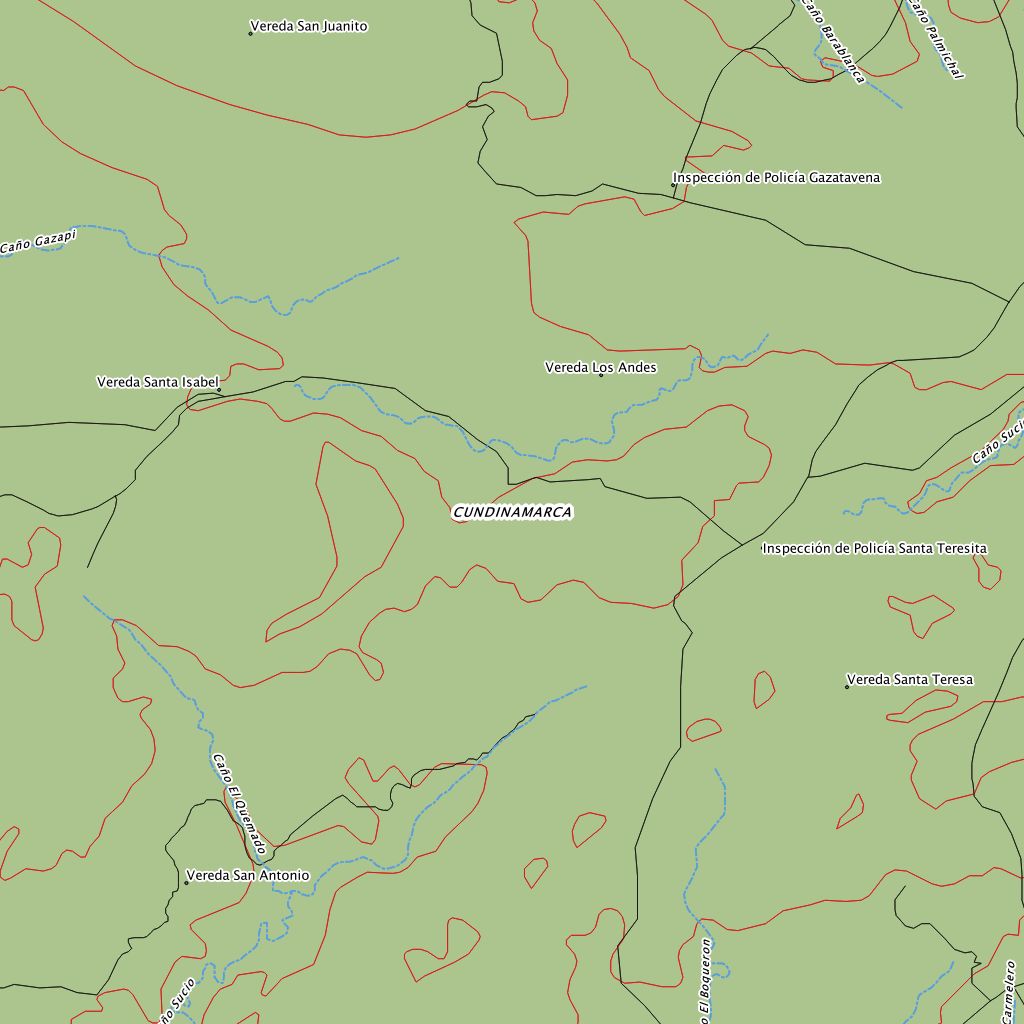 Vereda San Juanito
Caño Barablanca
Caño Palmichal
Inspección de Policía Gazatavena
Caño Gazapi
Vereda Los Andes
Vereda Santa Isabel
Caño Sucio
CUNDINAMARCA
Inspección de Policía Santa Teresita
Vereda Santa Teresa
Caño El Quemado
Vereda San Antonio
ño Sucio
o El Boqueron
Carmelero